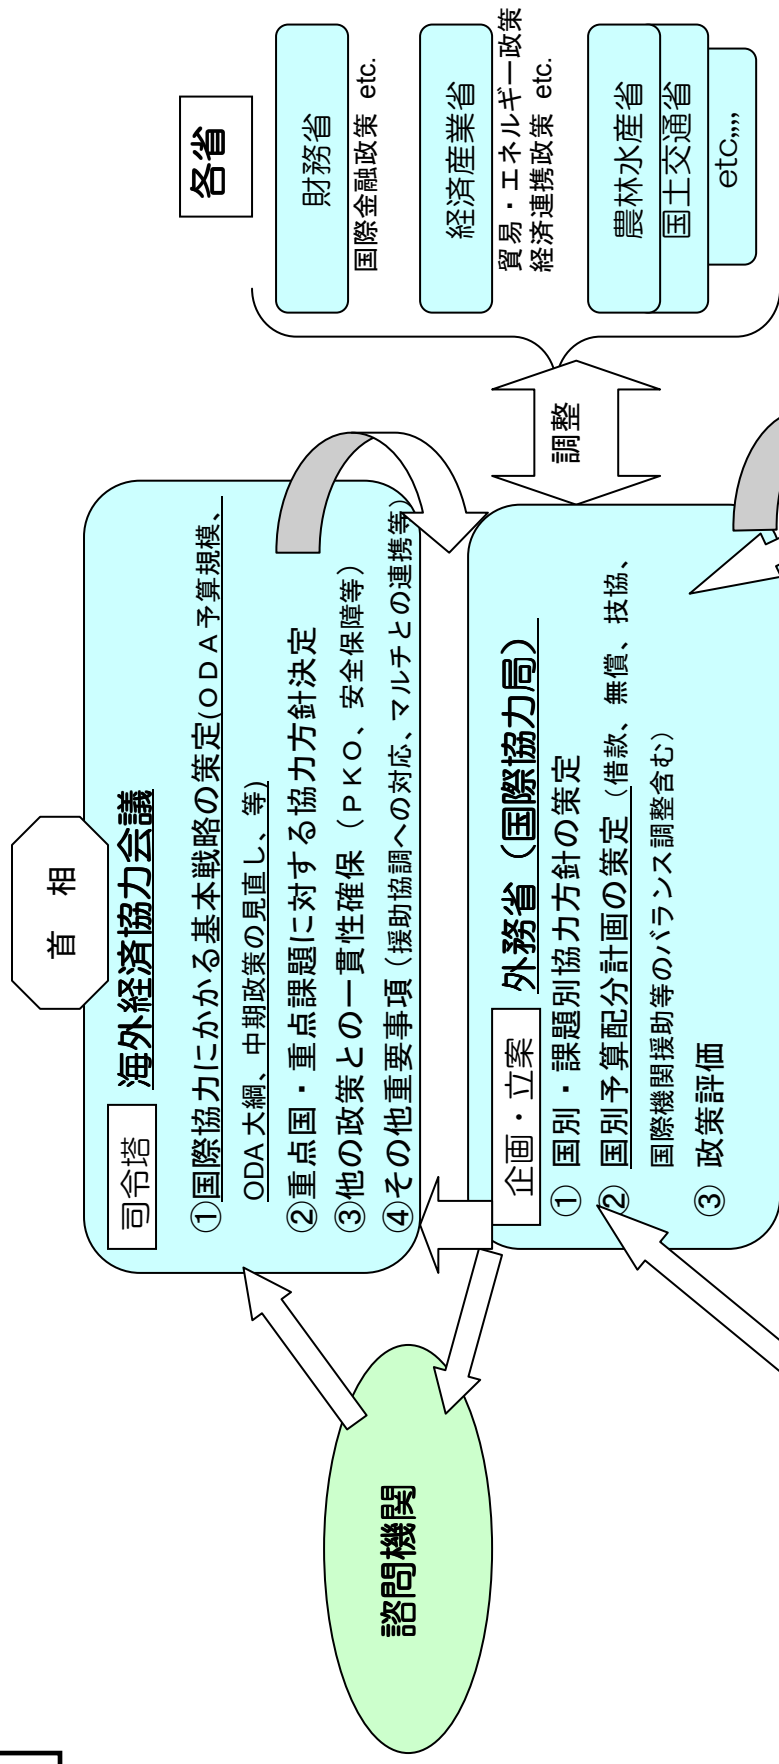 首　相
司令塔
海外経済協力会議
①国際協力にかかる基本戦略の策定(ＯＤＡ予算規模、
ODA大綱、中期政策の見直し、等)
②重点国・重点課題に対する協力方針決定
③他の政策との一貫性確保（ＰＫＯ、安全保障等）
④その他重要事項(援助協調への対応、マルチとの連携等)
企画・立案
外務省（国際協力局）
① 国別・課題別協力方針の策定
② 国別予算配分計画の策定（借款、無償、技協、
国際機関援助等のバランス調整含む）
③ 政策評価
諮問機関
調整
各省
財務省
国際金融政策 etc.
経済産業省
貿易・エネルギー政策
経済連携政策 etc.
農林水産省
国土交通省
etc,,,,